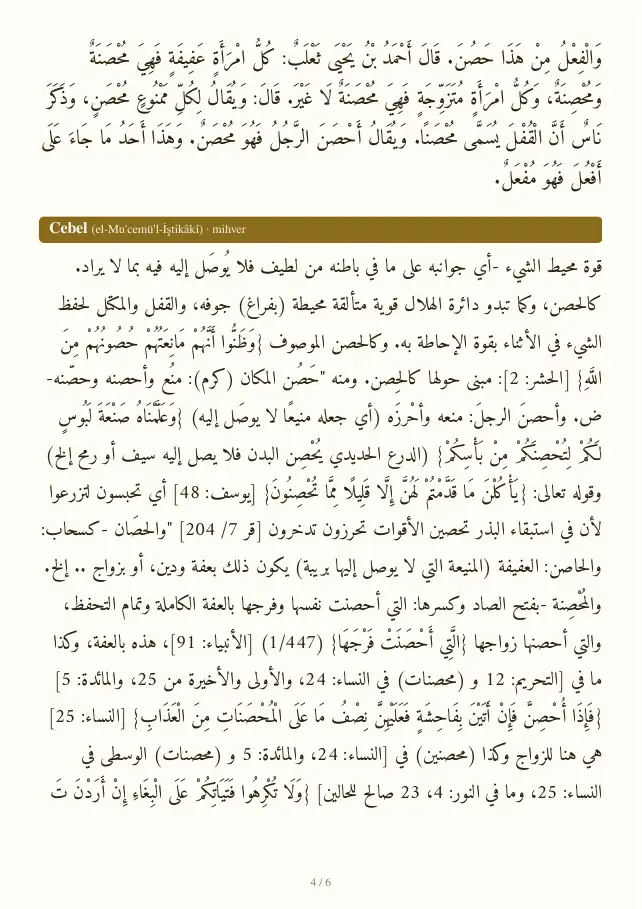 وَالْفِعْلُ مِنْ هَذَا حَصُنَ. قَالَ أَحْمَدُ بْنُ يَحْيَى ثَعْلَبٌ: كُلُّ امْرَأَةٍ عَفِيفَةٍ فَهِيَ مُحْصَنَةٌ
وَمُحْصِنَةٌ، وَكُلُّ امْرَأَةٍ مُتَزَوِّجَةٍ فَهِيَ مُحْصَنَةٌ لَا غَيْرَ. قَالَ: وَيُقَالُ لِكُلِّ مَمْنُوعٍ مُحْصَنٍ، وَذَكَرَ
نَاسٌ أَنَّ الْقُفْلَ يُسَمَّى مُحْصَنًا. وَيُقَالُ أَحْصَنَ الرَّجُلُ فَهُوَ مُحْصَنٌ. وَهَذَا أَحَدُ مَا جَاءَ عَلَى
أَفْعُلَ فَهُوَ مُفْعَلٌ.
Cebel (el-Mu'cemü'l-İştikâkî) · mihver
قوة محيط الشيء -أي جوانبه على ما في باطنه من لطيف فلا يُوصَل إليه فيه بما لا يراد.
كالحصن، وكما تبدو دائرة الهلال قوية متألقة محيطة (بفراغ) جوفه، والقفل والمكتل لحفظ
الشيء في الأثناء بقوة الإحاطة به. وكالحصن الموصوف {وَظَنُّوا أَنَّهُمْ مَانِعَتُهُمْ حُصُونُهُمْ مِنَ
اللَّهِ} [الحشر: 2]: مبنى حولها كالحِصن. ومنه "حَصُن المكان (كرم): منُع وأحصنه وحصّنه-
ض. وأحصنَ الرجلَ: منعه وأحْرزَه (أي جعله منيعًا لا يوصَل إليه) {وَعَلَّمْنَاهُ صَنْعَةَ لَبُوسٍ
لَكُمْ لِتُحْصِنَكُمْ مِنْ بَأْسِكُمْ} (الدرع الحديدي يُحْصِن البدن فلا يصل إليه سيف أو رمح إلخ)
وقوله تعالى: {يَأْكُلْنَ مَا قَدَّمْتُمْ لَهُنَّ إِلَّا قَلِيلًا مِمَّا تُحْصِنُونَ} [يوسف: 48] أي تحبسون لتزرعوا
لأن في استبقاء البذر تحصين الأقوات تحرزون تدخرون [قر 7/ 204] "والحصَان -كسحاب:
والحاصن: العفيفة (المنيعة التي لا يوصل إليها بريبة) يكون ذلك بعفة ودين، أو بزواج .. إلخ.
والمُحْصِنة -بفتح الصاد وكسرها: التي أحصنت نفسها وفرجها بالعفة الكاملة وتمام التحفظ،
والتي أحصنها زواجها {الَّتِي أَحْصَنَتْ فَرْجَهَا} (1/447) [الأنبياء: 91]، هذه بالعفة، وكذا
ما في [التحريم: 12 و (محصنات) في النساء: 24، والأولى والأخيرة من 25، والمائدة: 5]
{فَإِذَا أُحْصِنَّ فَإِنْ أَتَيْنَ بِفَاحِشَةٍ فَعَلَيْهِنَّ نِصْفُ مَا عَلَى الْمُحْصَنَاتِ مِنَ الْعَذَابِ} [النساء: 25]
هي هنا للزواج وكذا (محصنين) في [النساء: 24، والمائدة: 5 و (محصنات) الوسطى في
النساء: 25، وما في النور: 4، 23 صالح للحالين] {وَلَا تُكْرِهُوا فَتَيَاتِكُمْ عَلَى الْبِغَاءِ إِنْ أَرَدْنَ تَ
4 / 6